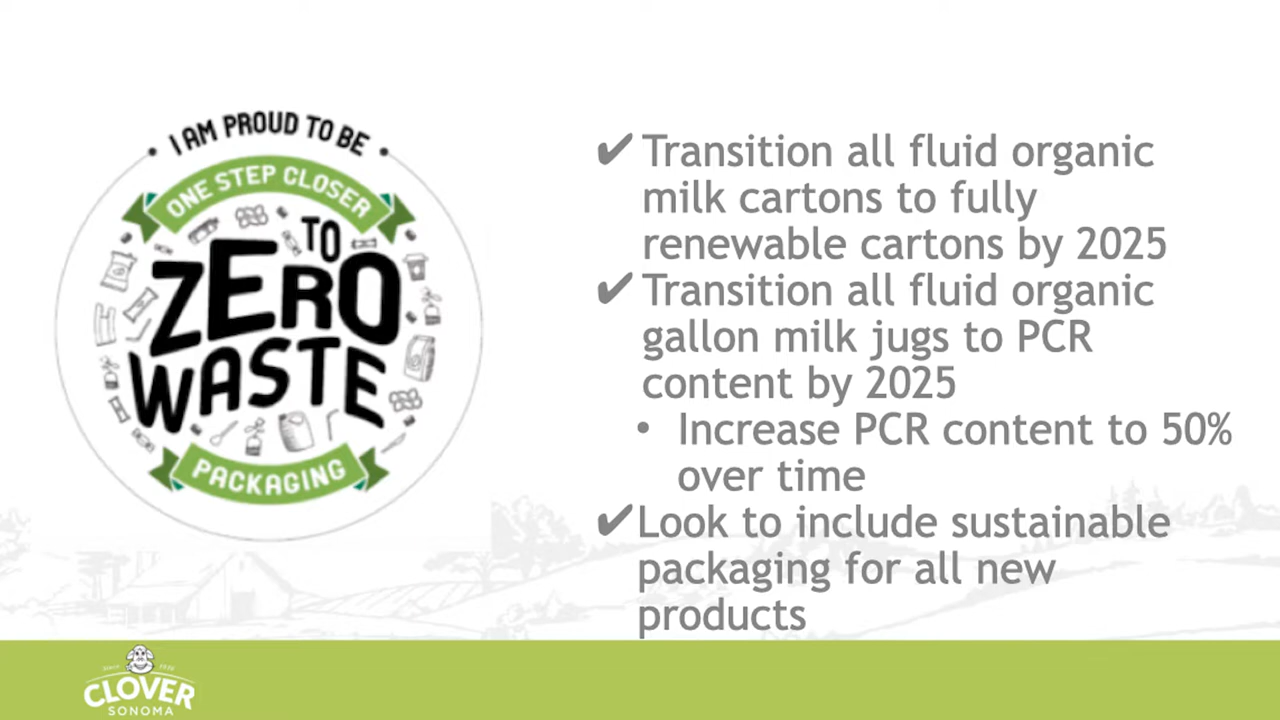 I AM PROUD TO BE
ONE STEP CLOSER
TO
ZERO
WASTE
PACKAGING
✔Transition all fluid organic
milk cartons to fully
renewable cartons by 2025
✔Transition all fluid organic
gallon milk jugs to PCR
content by 2025
• Increase PCR content to 50%
over time
✔Look to include sustainable
packaging for all new
products
CLOVER
SONOMA